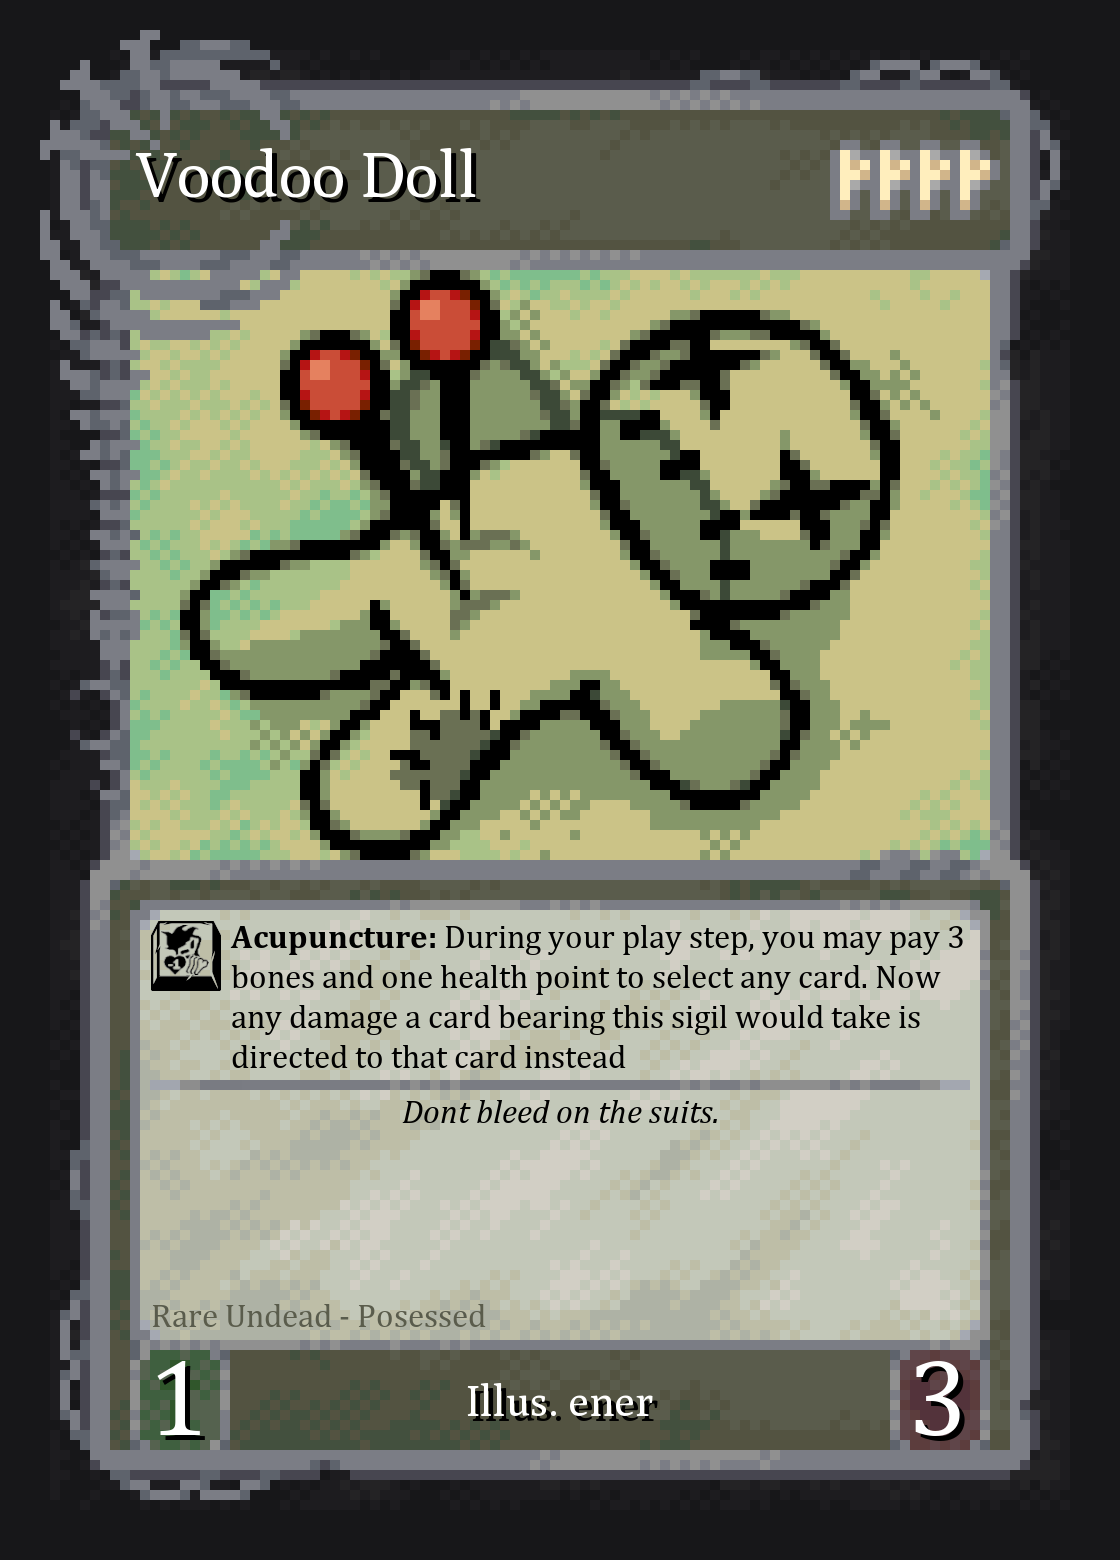 Voodoo Doll
Acupuncture: During your play step, you may pay 3
bones and one health point to select any card. Now
any damage a card bearing this sigil would take is
directed to that card instead
Dont bleed on the suits.
Rare Undead - Posessed
1
Illus. ener
3